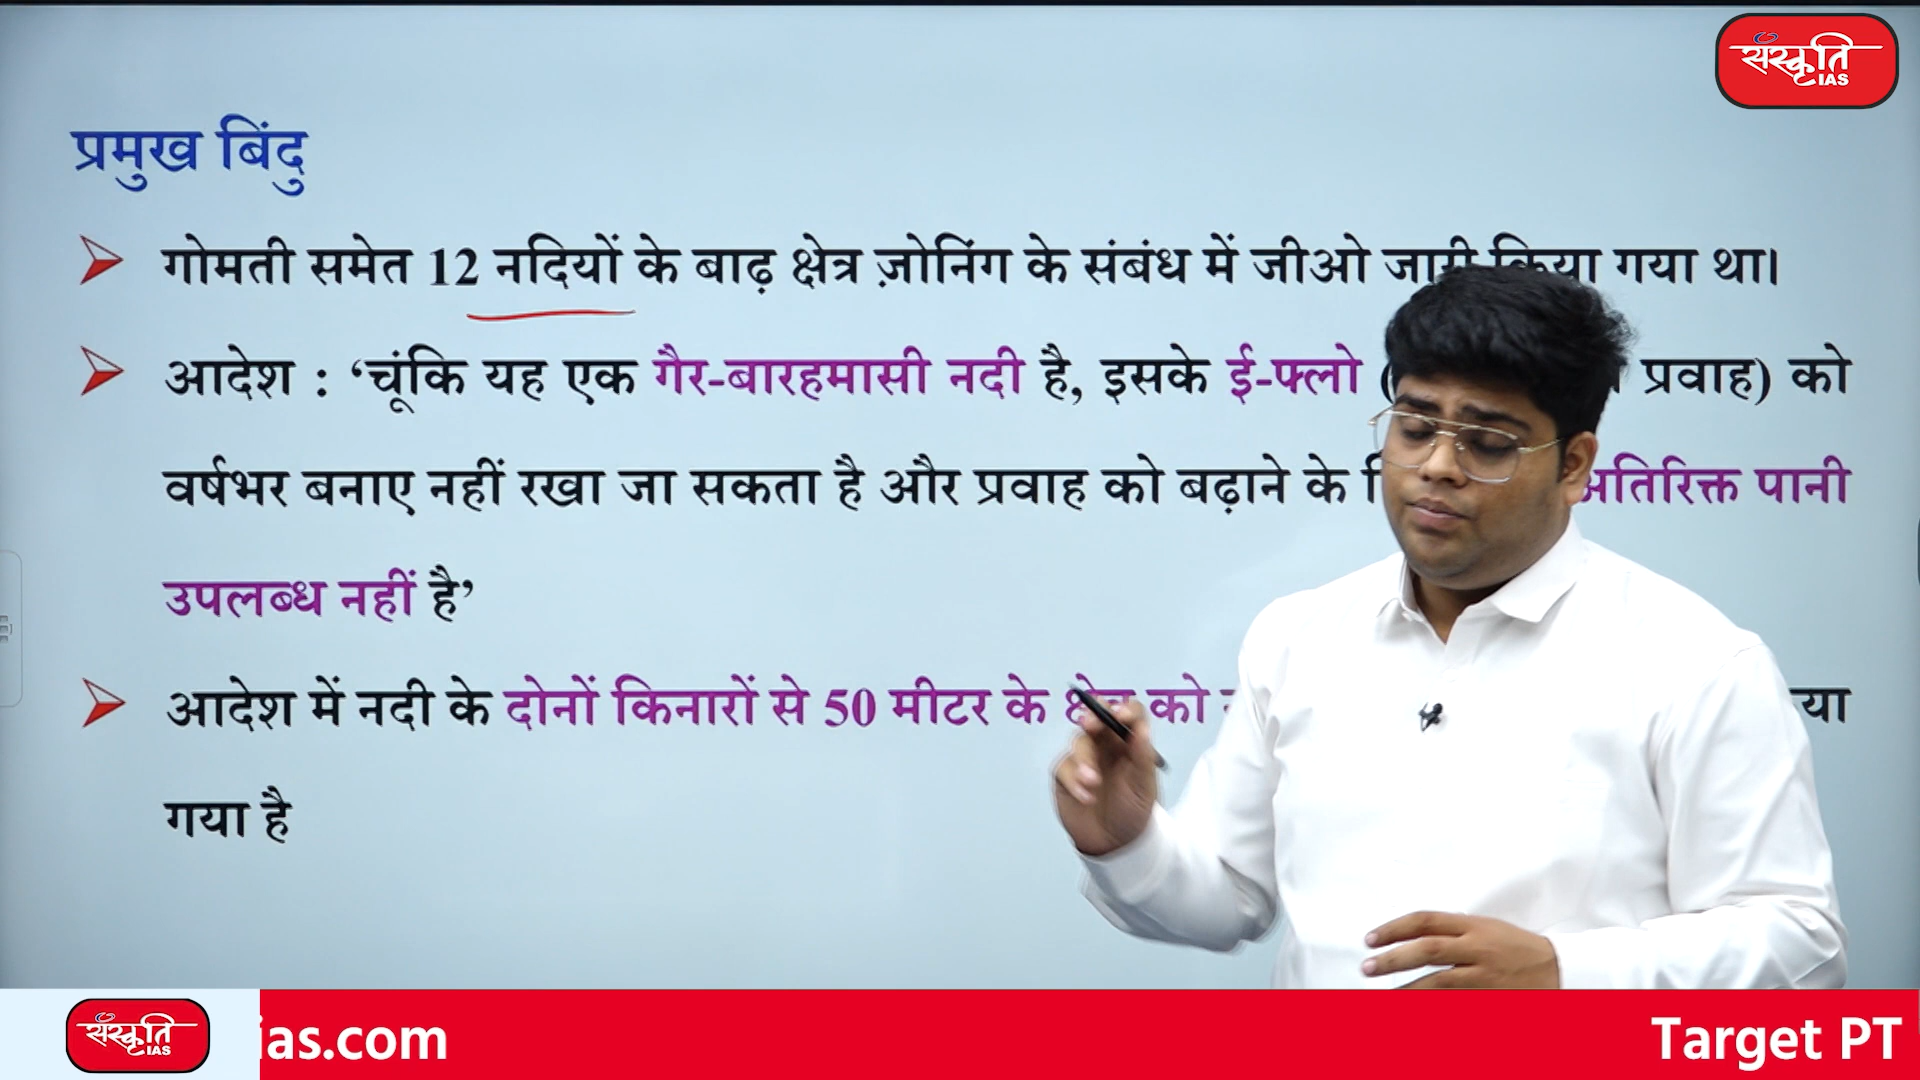 संस्कृति IAS
प्रमुख बिंदु
गोमती समेत 12 नदियों के बाढ़ क्षेत्र ज़ोनिंग के संबंध में जीओ जारी किया गया था।
आदेश : ‘चूंकि यह एक गैर-बारहमासी नदी है, इसके ई-फ्लो ( प्रवाह) को
वर्षभर बनाए नहीं रखा जा सकता है और प्रवाह को बढ़ाने के अतिरिक्त पानी
उपलब्ध नहीं है’
आदेश में नदी के दोनों किनारों से 50 मीटर के क्षेत्र को या
गया है
संस्कृति IAS
ias.com
Target PT